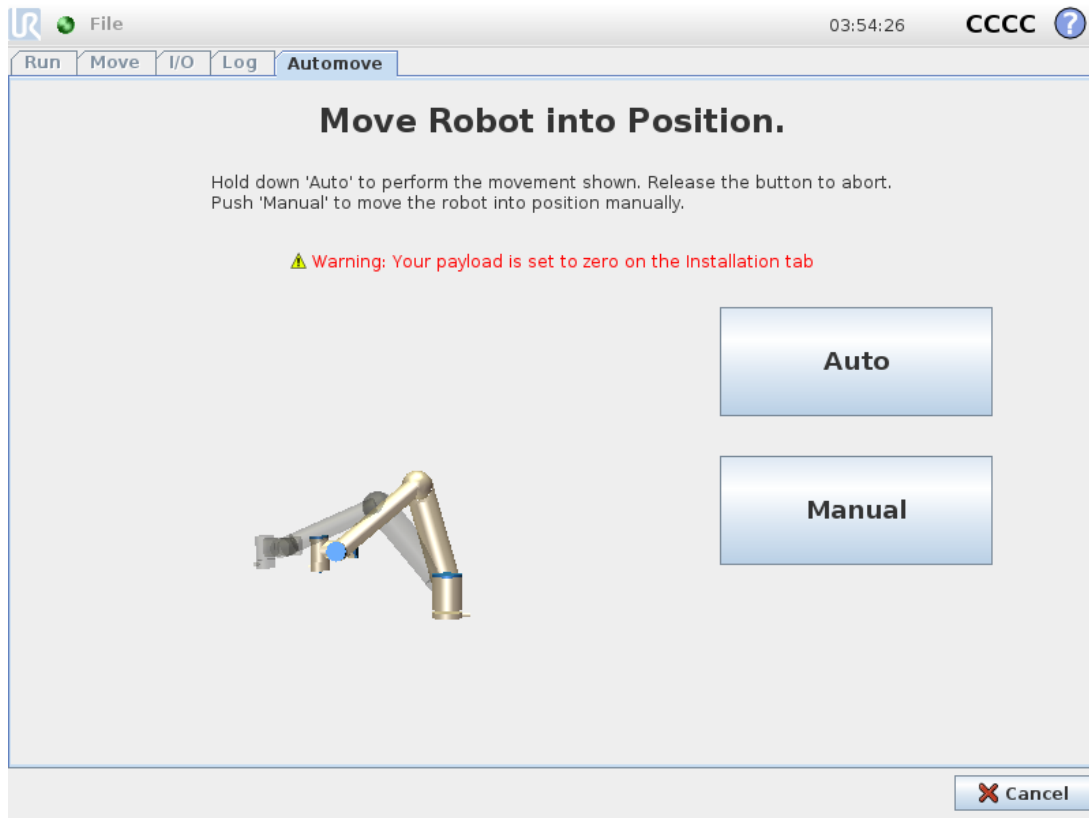 UR File 03:54:26 CCCC ?
Run Move I/O Log Automove
Move Robot into Position.
Hold down 'Auto' to perform the movement shown. Release the button to abort.
Push 'Manual' to move the robot into position manually.
Warning: Your payload is set to zero on the Installation tab
Auto
Manual
Cancel